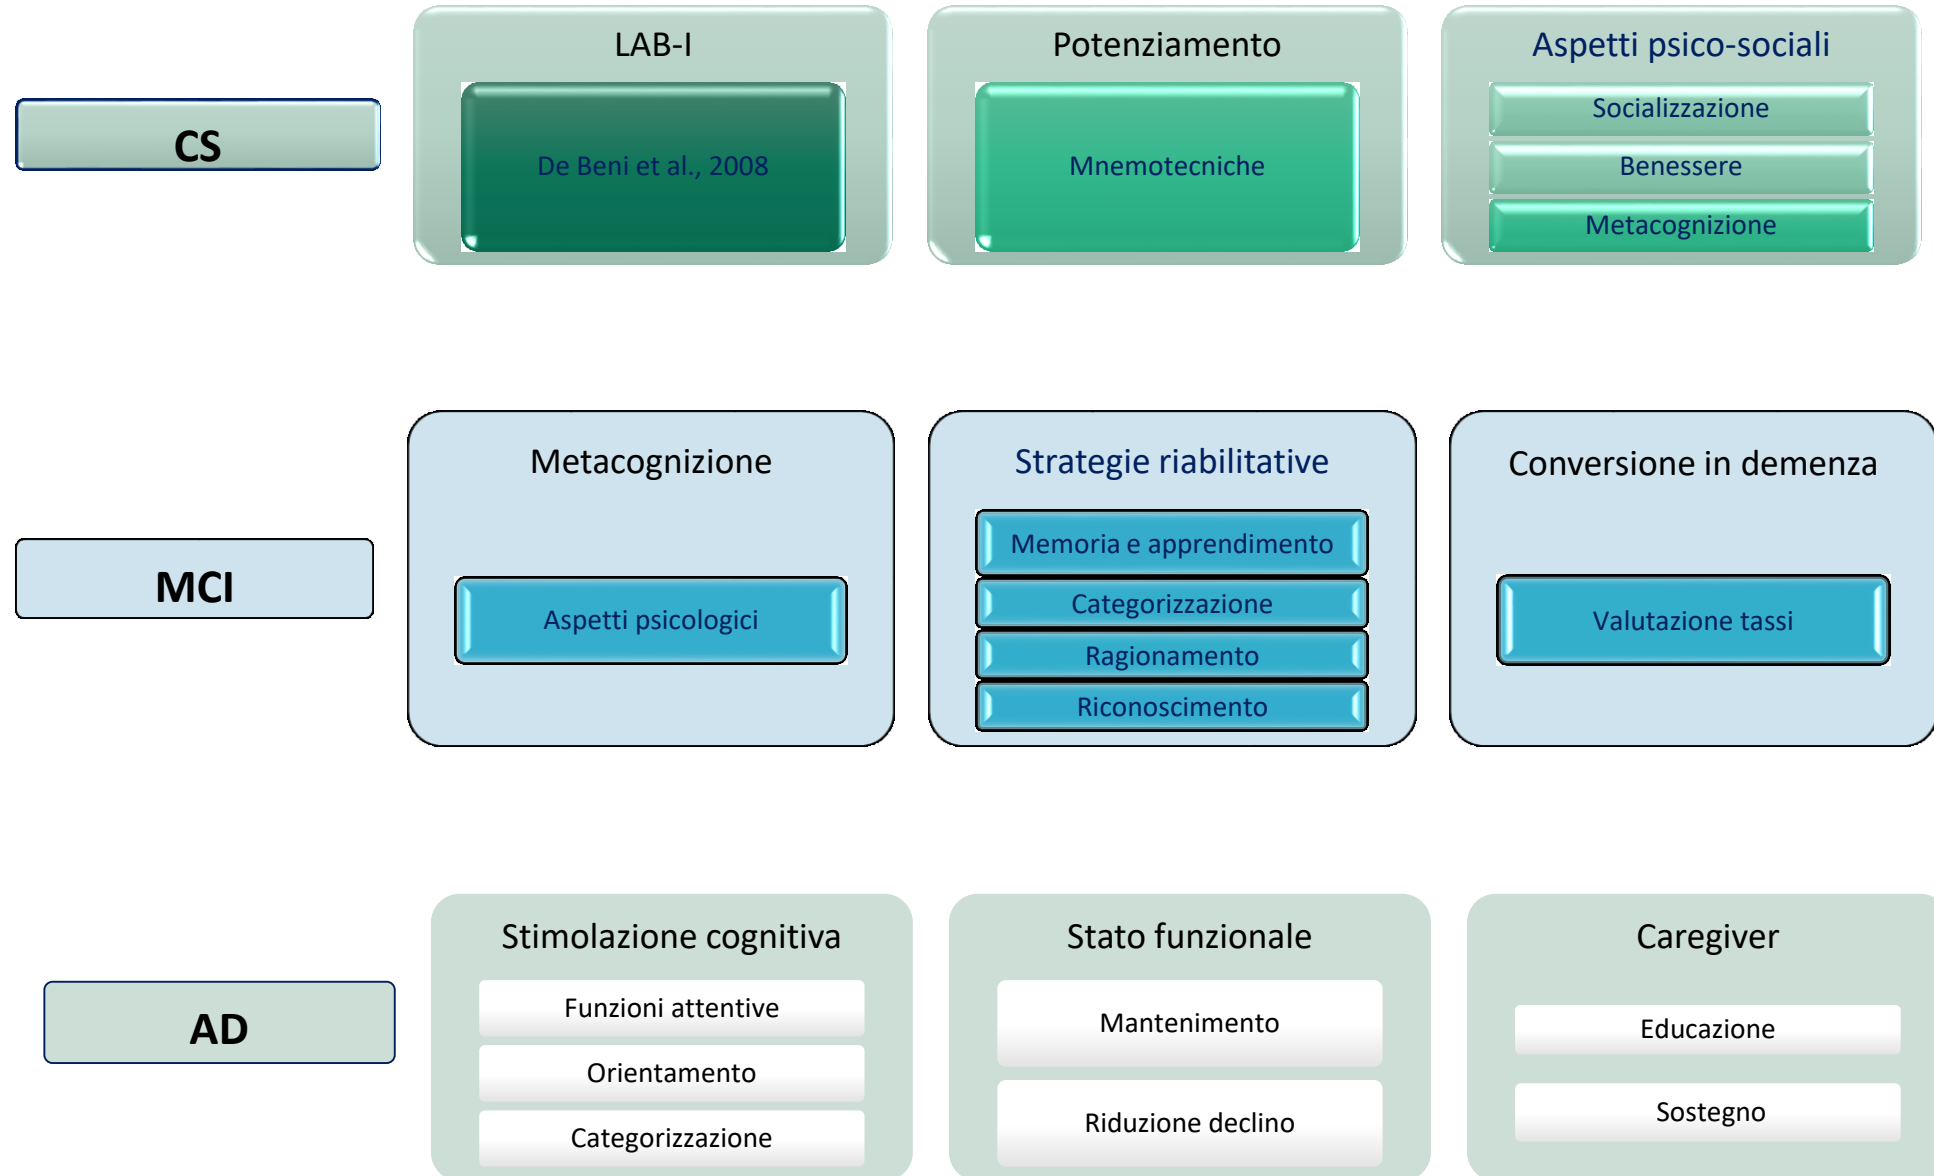 CS
LAB-I
De Beni et al., 2008
Potenziamento
Mnemotecniche
Aspetti psico-sociali
Socializzazione
Benessere
Metacognizione
MCI
Metacognizione
Aspetti psicologici
Strategie riabilitative
Memoria e apprendimento
Categorizzazione
Ragionamento
Riconoscimento
Conversione in demenza
Valutazione tassi
AD
Stimolazione cognitiva
Funzioni attentive
Orientamento
Categorizzazione
Stato funzionale
Mantenimento
Riduzione declino
Caregiver
Educazione
Sostegno